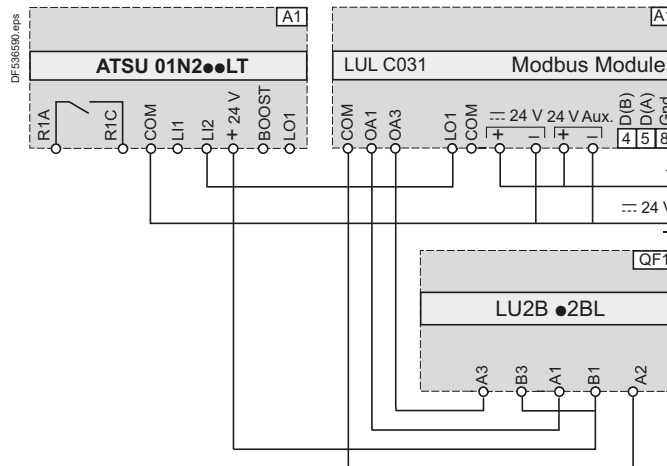 DF536590.eps
A1
ATSU 01N2●●LT
R1A
R1C
COM
LI1
LI2
+ 24 V
BOOST
LO1
A1
LUL C031
Modbus Module
COM
OA1
OA3
LO1
COM
24 V
24 V Aux.
+
–
+
–
D(B)
D(A)
Gnd
4
5
8
24 V
QF1
LU2B ●2BL
A3
B3
A1
B1
A2